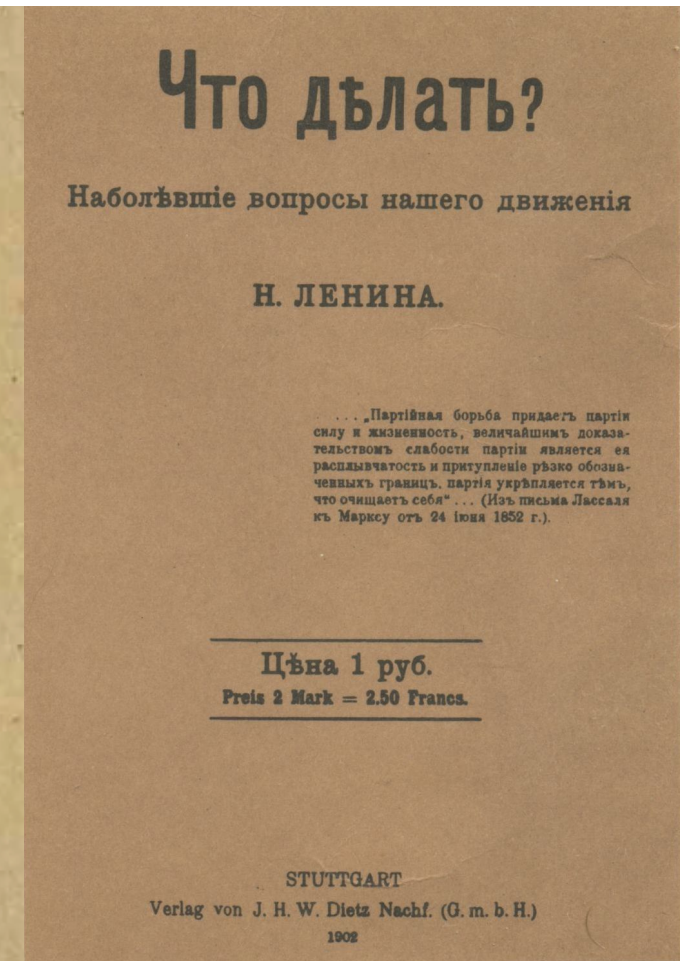 Что дѣлать?
Наболѣвшіе вопросы нашего движенія
Н. ЛЕНИНА.
. ... „Партійная борьба придаетъ партіи
силу и жизненность, величайшимъ доказа-
тельствомъ слабости партіи является ея
расплывчатость и притупленіе рѣзко обозна-
ченныхъ границъ, партія укрѣпляется тѣмъ,
что очищаетъ себя“ ... (Изъ письма Лассаля
къ Марксу отъ 24 іюня 1852 г.).
Цѣна 1 руб.
Preis 2 Mark = 2.50 Francs.
STUTTGART
Verlag von J. H. W. Dietz Nachf. (G. m. b. H.)
1902